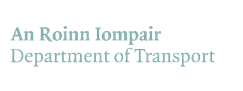 An Roinn Iompair
Department of Transport